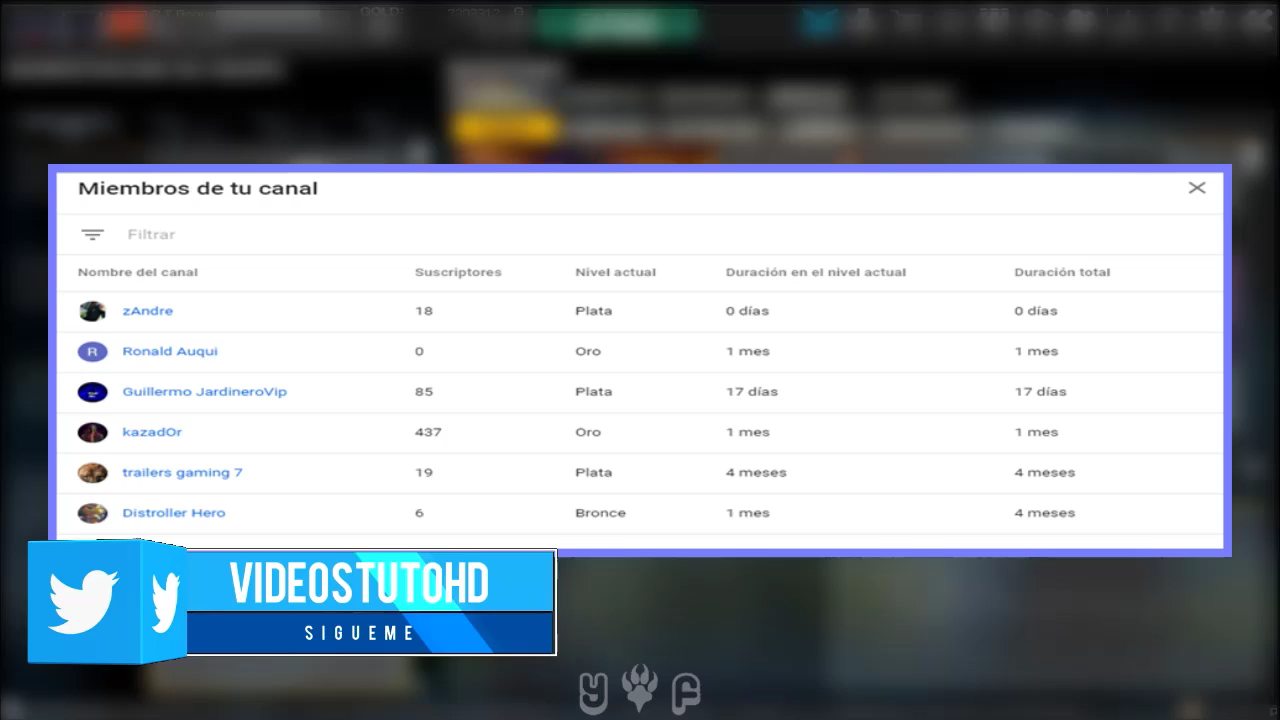 Miembros de tu canal
Filtrar
Nombre del canal Suscriptores Nivel actual Duración en el nivel actual Duración total
zAndre 18 Plata 0 días 0 días
R Ronald Auqui 0 Oro 1 mes 1 mes
Guillermo JardineroVip 85 Plata 17 días 17 días
kazadOr 437 Oro 1 mes 1 mes
trailers gaming 7 19 Plata 4 meses 4 meses
Distroller Hero 6 Bronce 1 mes 4 meses
VIDEOSTUTOHD
SIGUEME